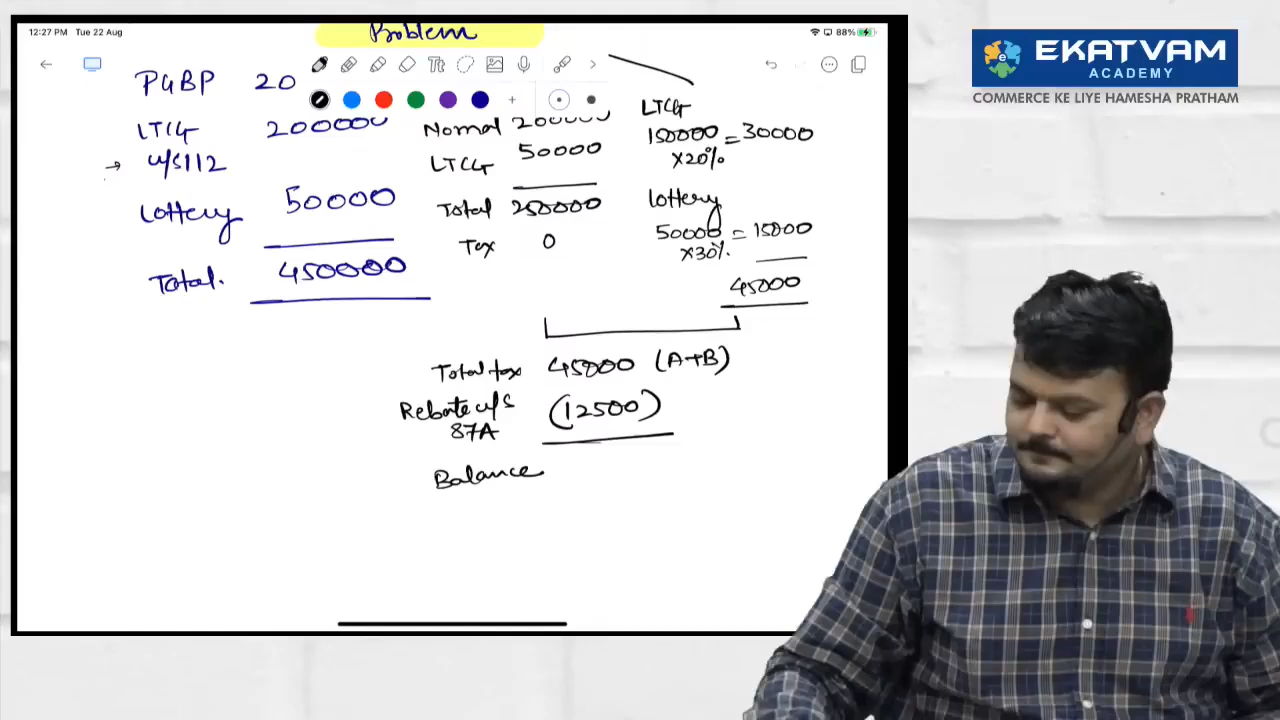 12:27 PM Tue 22 Aug
88%
Problem
PGBP 20
LTCG 200000
u/s 112
Lottery 50000
Total. 450000
Normal 200000
LTCG 50000
Total 250000
Tax 0
LTCG
150000 = 30000
X20%
lottery
50000 = 15000
X30%
45000
Total tax 45000 (A+B)
Rebate u/s (12500)
87A
Balance
EKATVAM
ACADEMY
COMMERCE KE LIYE HAMESHA PRATHAM